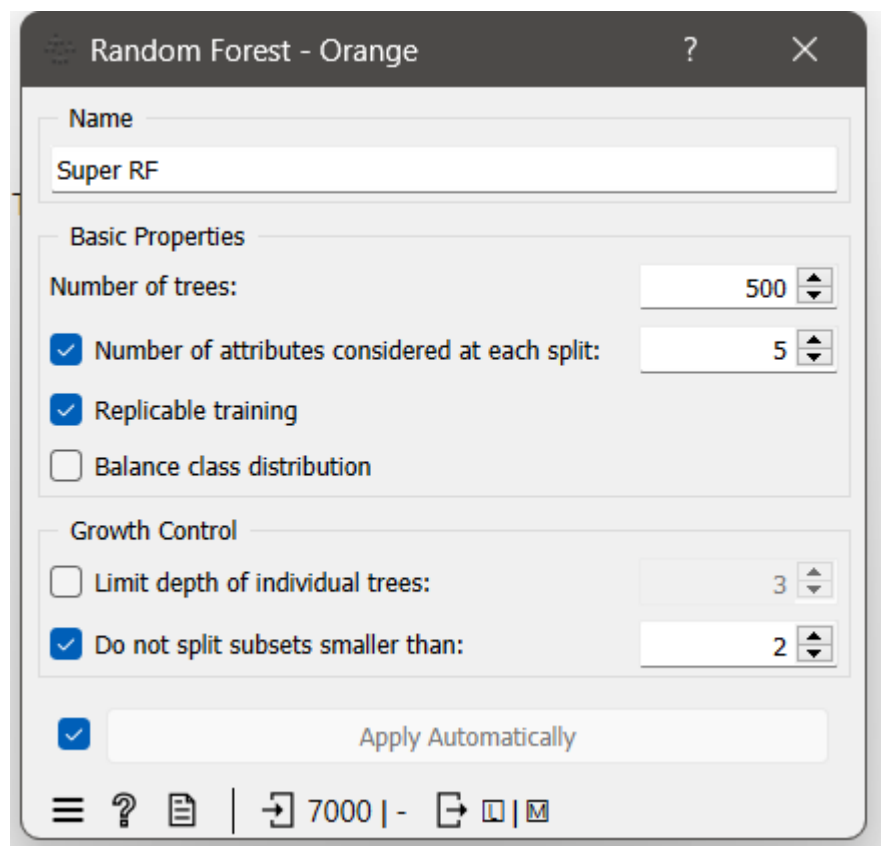 Random Forest - Orange ? ×
Name
Super RF
Basic Properties
Number of trees: 500
Number of attributes considered at each split: 5
Replicable training
Balance class distribution
Growth Control
Limit depth of individual trees: 3
Do not split subsets smaller than: 2
Apply Automatically
? 7000 | - L | M